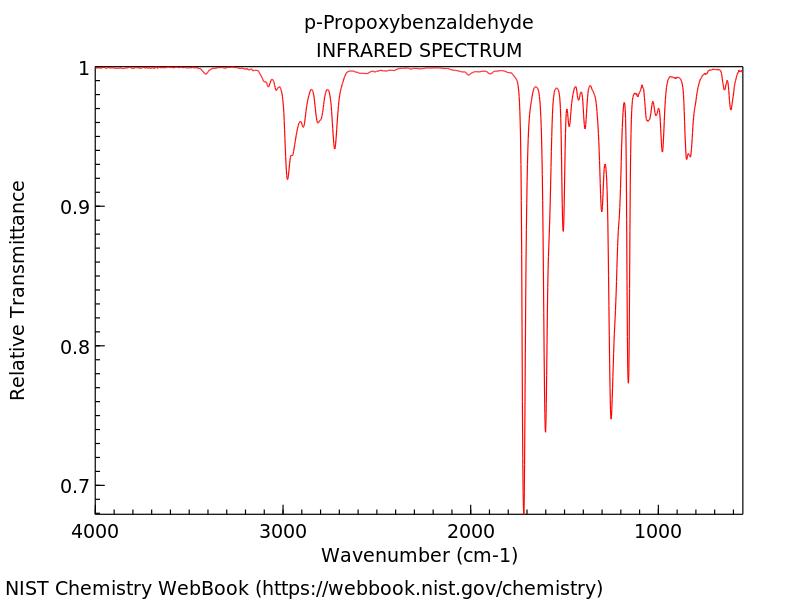 p-Propoxybenzaldehyde
INFRARED SPECTRUM
1
0.9
0.8
0.7
Relative Transmittance
4000 3000 2000 1000
Wavenumber (cm-1)
NIST Chemistry WebBook (https://webbook.nist.gov/chemistry)